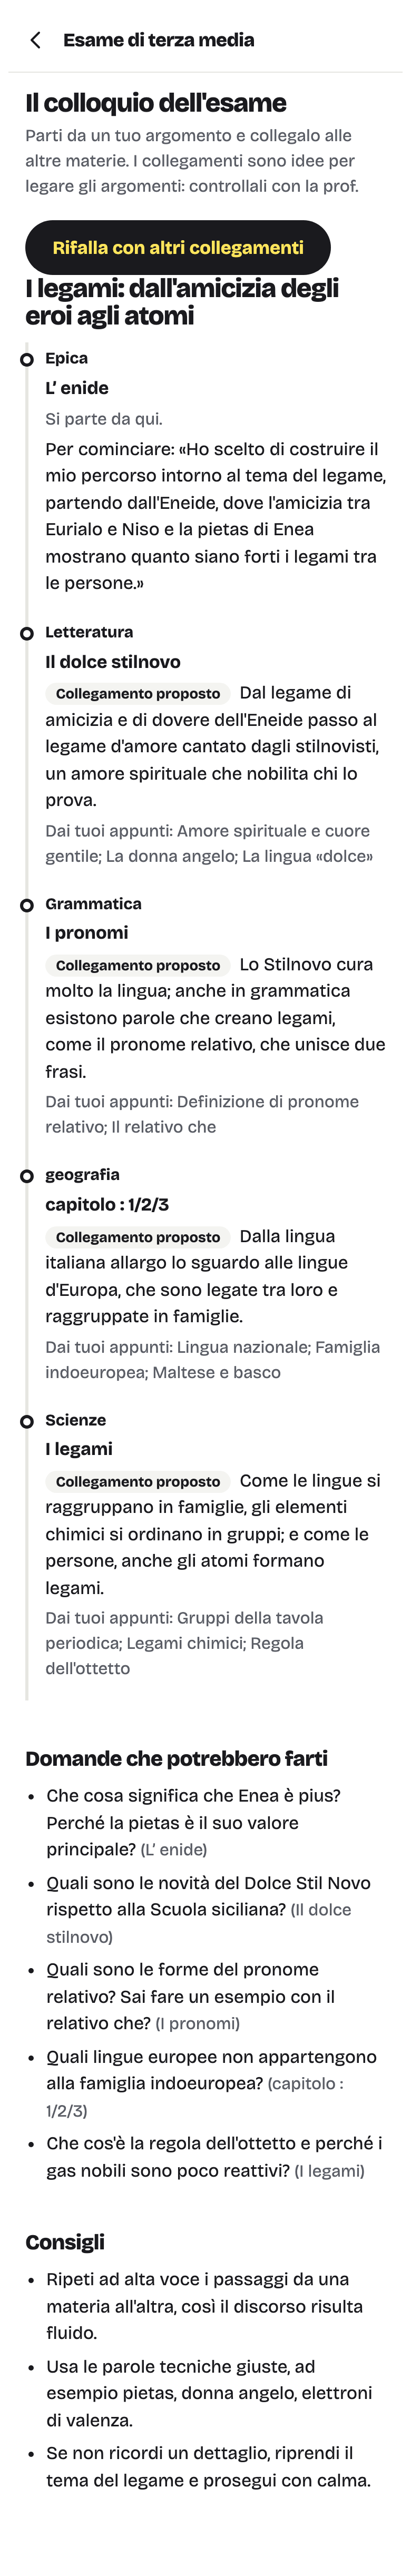 Esame di terza media
Il colloquio dell'esame
Parti da un tuo argomento e collegalo alle
altre materie. I collegamenti sono idee per
legare gli argomenti: controllali con la prof.
Rifalla con altri collegamenti
I legami: dall'amicizia degli
eroi agli atomi
Epica
L' enide
Si parte da qui.
Per cominciare: «Ho scelto di costruire il
mio percorso intorno al tema del legame,
partendo dall'Eneide, dove l'amicizia tra
Eurialo e Niso e la pietas di Enea
mostrano quanto siano forti i legami tra
le persone.»
Letteratura
Il dolce stilnovo
Collegamento proposto Dal legame di
amicizia e di dovere dell'Eneide passo al
legame d'amore cantato dagli stilnovisti,
un amore spirituale che nobilita chi lo
prova.
Dai tuoi appunti: Amore spirituale e cuore
gentile; La donna angelo; La lingua «dolce»
Grammatica
I pronomi
Collegamento proposto Lo Stilnovo cura
molto la lingua; anche in grammatica
esistono parole che creano legami,
come il pronome relativo, che unisce due
frasi.
Dai tuoi appunti: Definizione di pronome
relativo; Il relativo che
geografia
capitolo : 1/2/3
Collegamento proposto Dalla lingua
italiana allargo lo sguardo alle lingue
d'Europa, che sono legate tra loro e
raggruppate in famiglie.
Dai tuoi appunti: Lingua nazionale; Famiglia
indoeuropea; Maltese e basco
Scienze
I legami
Collegamento proposto Come le lingue si
raggruppano in famiglie, gli elementi
chimici si ordinano in gruppi; e come le
persone, anche gli atomi formano
legami.
Dai tuoi appunti: Gruppi della tavola
periodica; Legami chimici; Regola
dell'ottetto
Domande che potrebbero farti
• Che cosa significa che Enea è pius?
Perché la pietas è il suo valore
principale? (L' enide)
• Quali sono le novità del Dolce Stil Novo
rispetto alla Scuola siciliana? (Il dolce
stilnovo)
• Quali sono le forme del pronome
relativo? Sai fare un esempio con il
relativo che? (I pronomi)
• Quali lingue europee non appartengono
alla famiglia indoeuropea? (capitolo :
1/2/3)
• Che cos'è la regola dell'ottetto e perché i
gas nobili sono poco reattivi? (I legami)
Consigli
• Ripeti ad alta voce i passaggi da una
materia all'altra, così il discorso risulta
fluido.
• Usa le parole tecniche giuste, ad
esempio pietas, donna angelo, elettroni
di valenza.
• Se non ricordi un dettaglio, riprendi il
tema del legame e prosegui con calma.